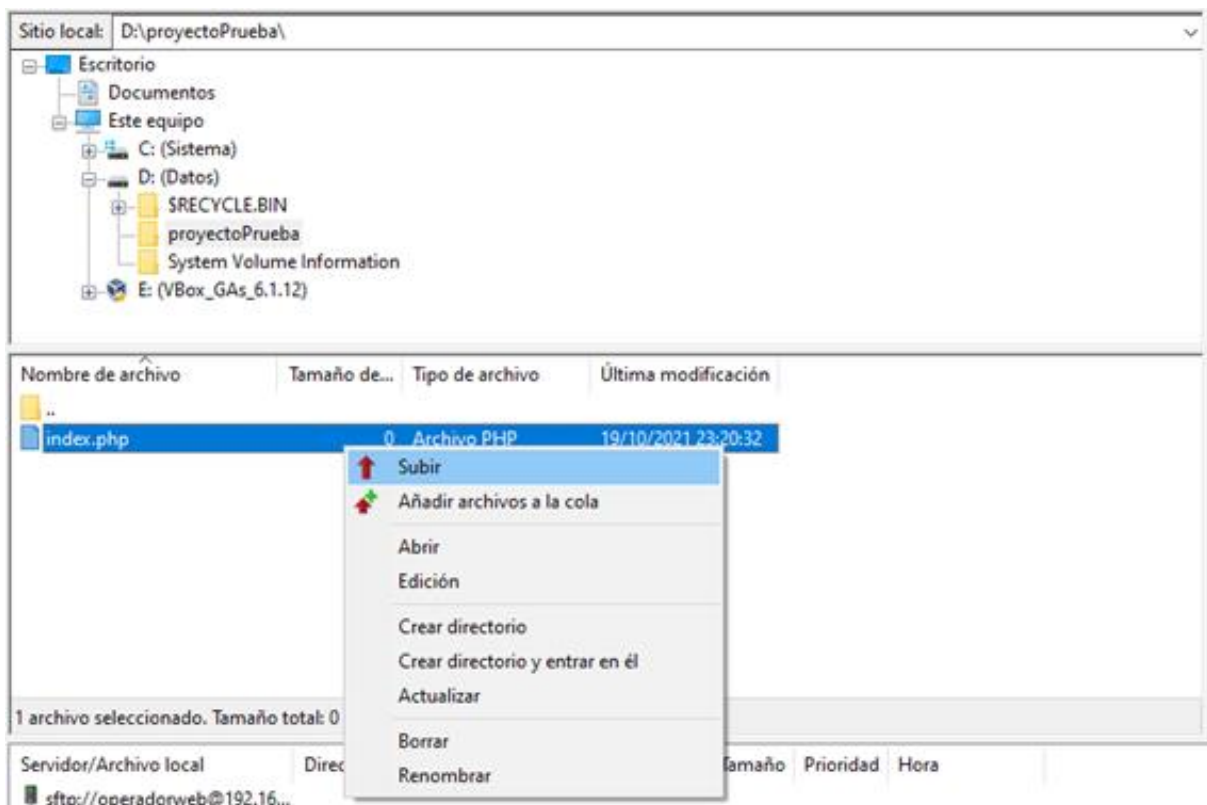 Sitio local: D:\proyectoPrueba\
Escritorio
Documentos
Este equipo
C: (Sistema)
D: (Datos)
$RECYCLE.BIN
proyectoPrueba
System Volume Information
E: (VBox_GAs_6.1.12)
Nombre de archivo Tamaño de... Tipo de archivo Última modificación
..
index.php 0 Archivo PHP 19/10/2021 23:20:32
Subir
Añadir archivos a la cola
Abrir
Edición
Crear directorio
Crear directorio y entrar en él
Actualizar
1 archivo seleccionado. Tamaño total: 0
Borrar
Servidor/Archivo local Direc Tamaño Prioridad Hora
Renombrar
sftp://operadorweb@192.16...